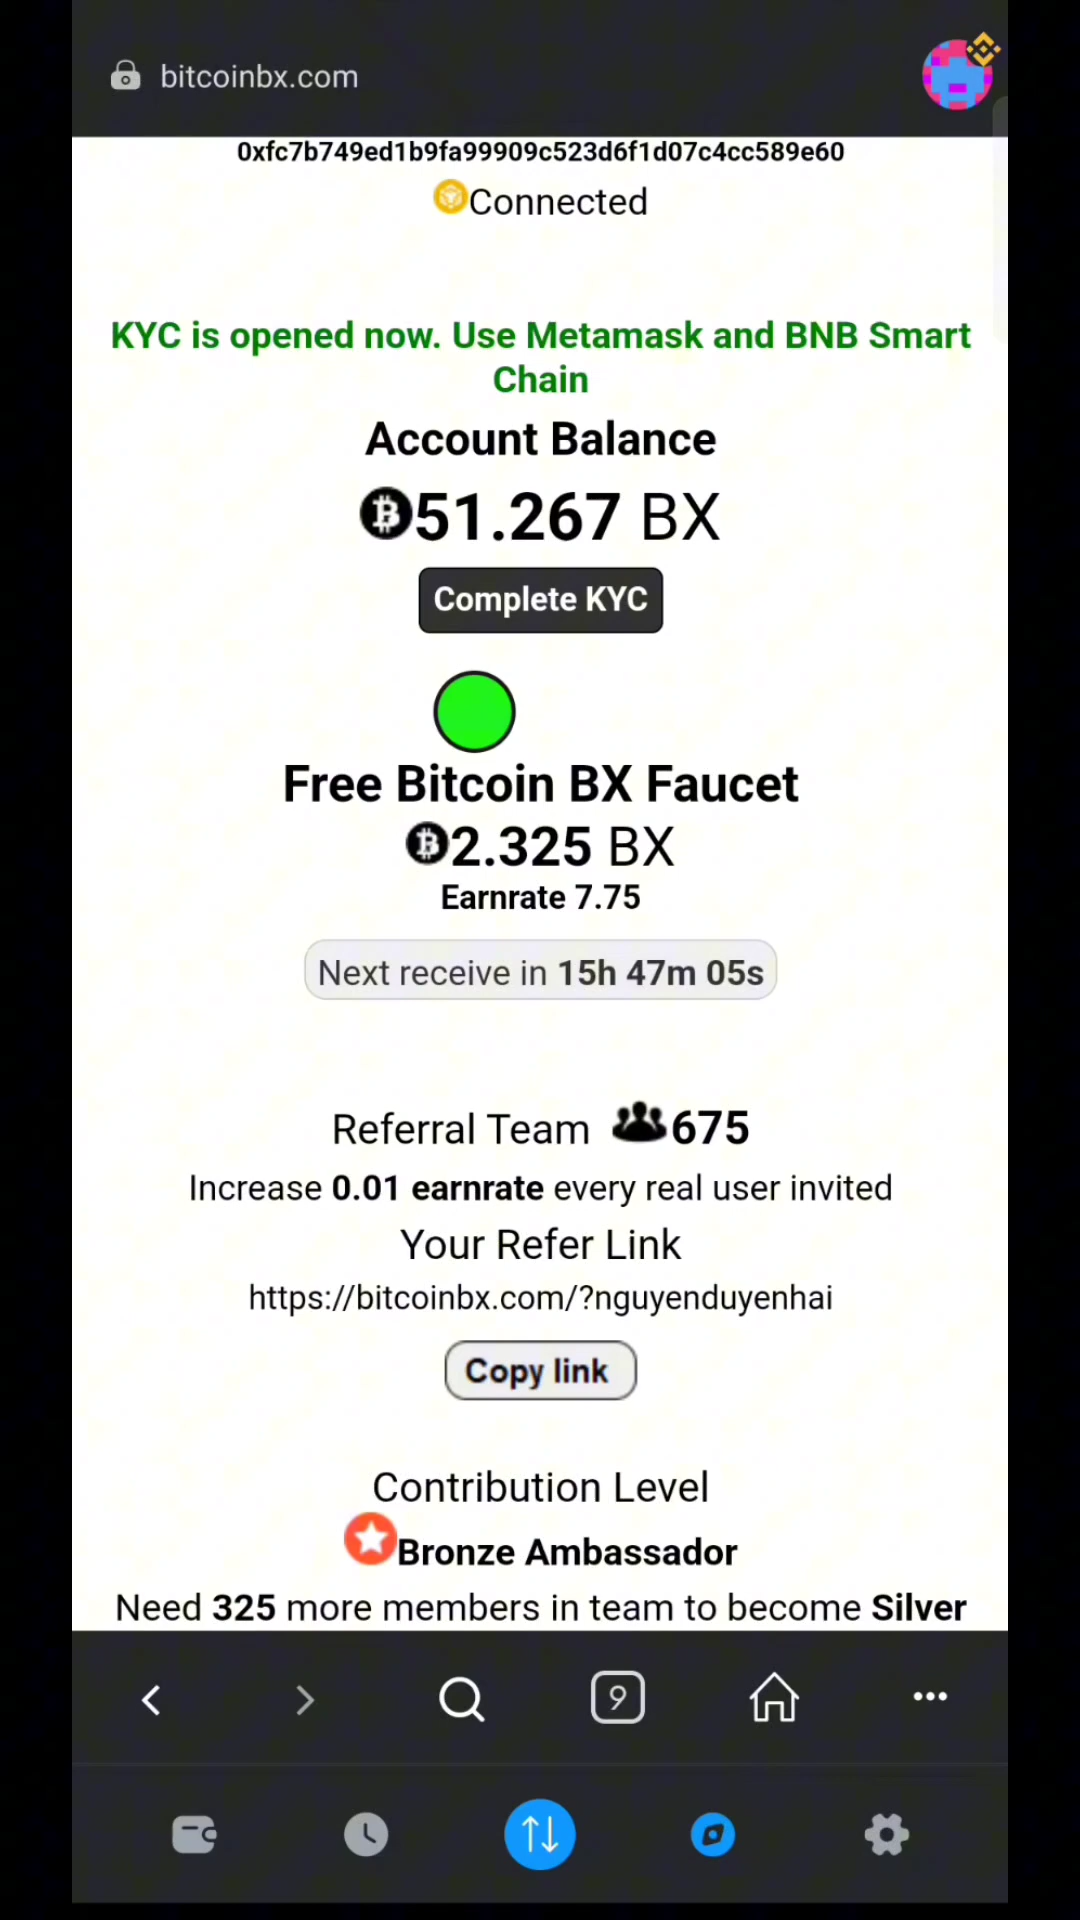 bitcoinbx.com
0xfc7b749ed1b9fa99909c523d6f1d07c4cc589e60
Connected
KYC is opened now. Use Metamask and BNB Smart
Chain
Account Balance
51.267 BX
Complete KYC
Free Bitcoin BX Faucet
2.325 BX
Earnrate 7.75
Next receive in 15h 47m 05s
Referral Team 675
Increase 0.01 earnrate every real user invited
Your Refer Link
https://bitcoinbx.com/?nguyenduyenhai
Copy link
Contribution Level
Bronze Ambassador
Need 325 more members in team to become Silver
9